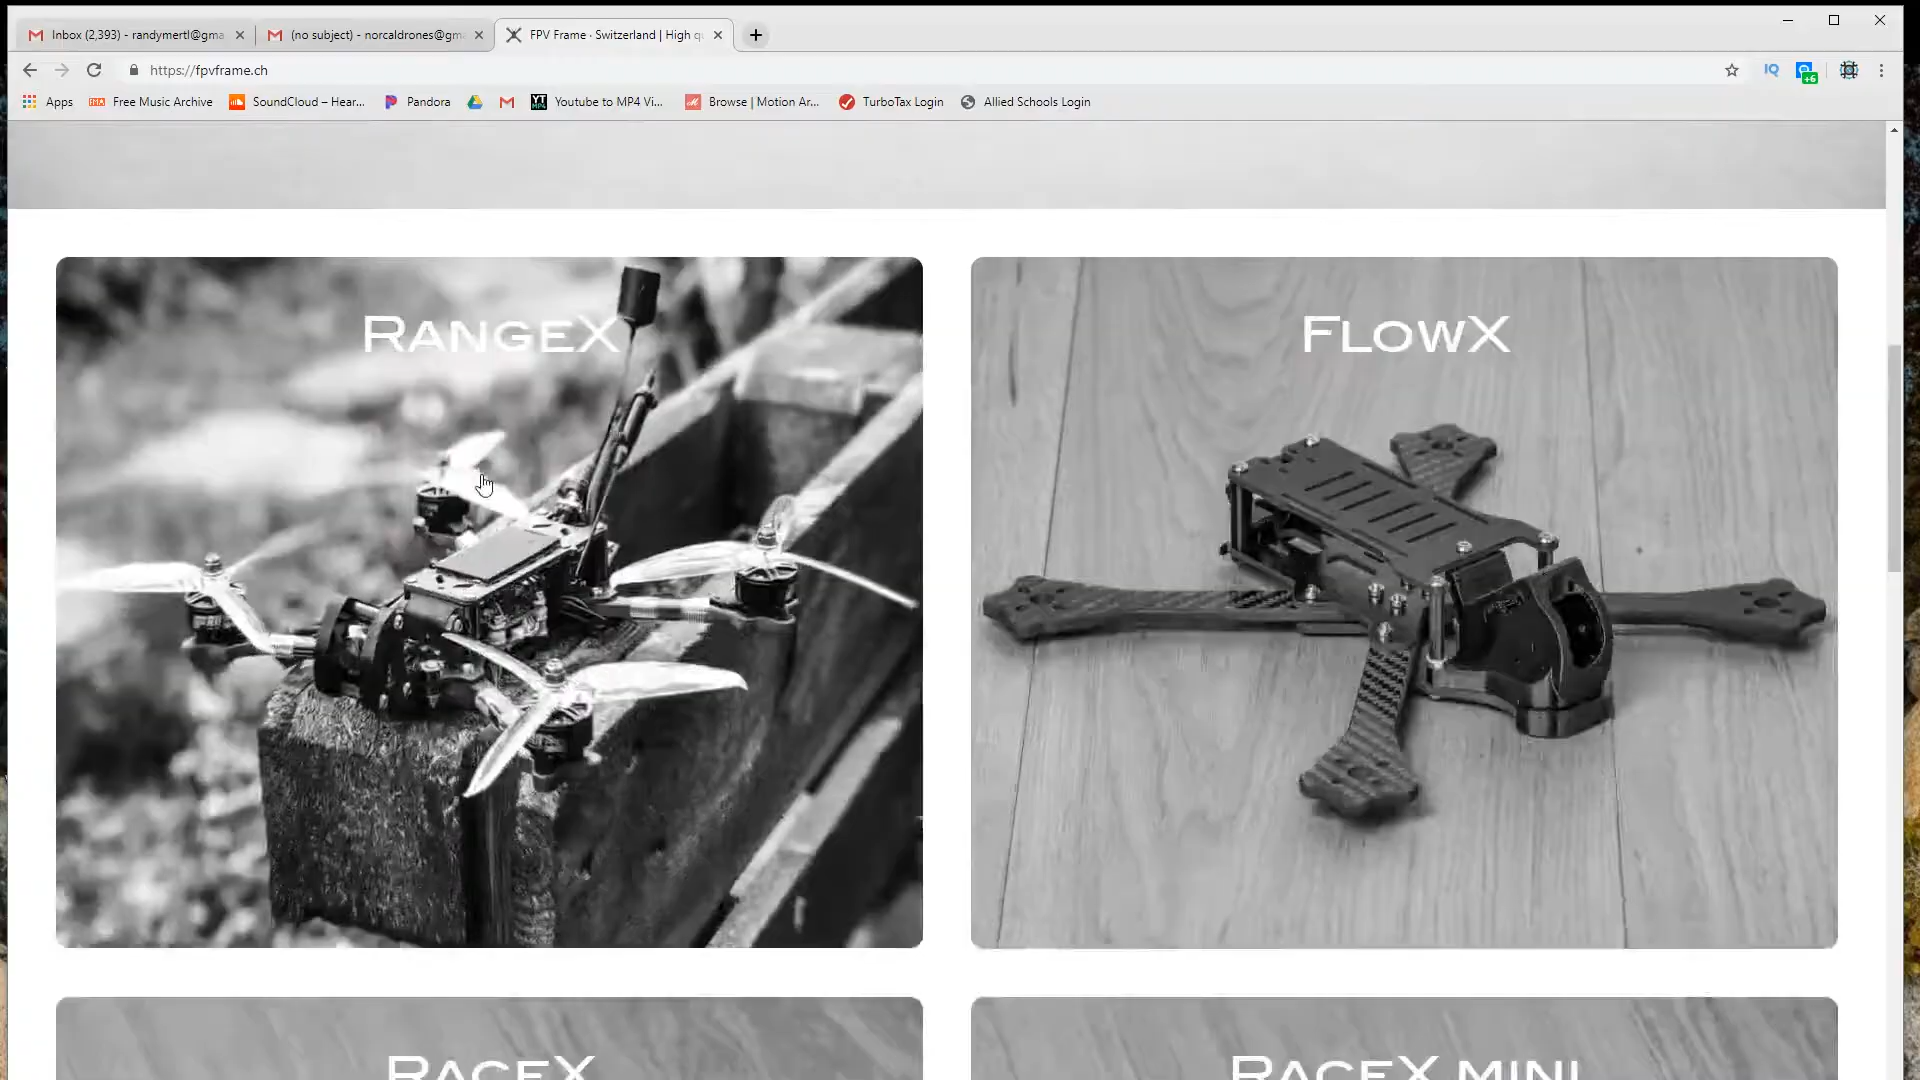 Inbox (2,393) - randymertl@gma
(no subject) - norcaldrones@gma
FPV Frame · Switzerland | High q
https://fpvframe.ch
Apps
Free Music Archive
SoundCloud – Hear...
Pandora
Youtube to MP4 Vi...
Browse | Motion Ar...
TurboTax Login
Allied Schools Login
RangeX
FlowX
RaceX
RaceX mini